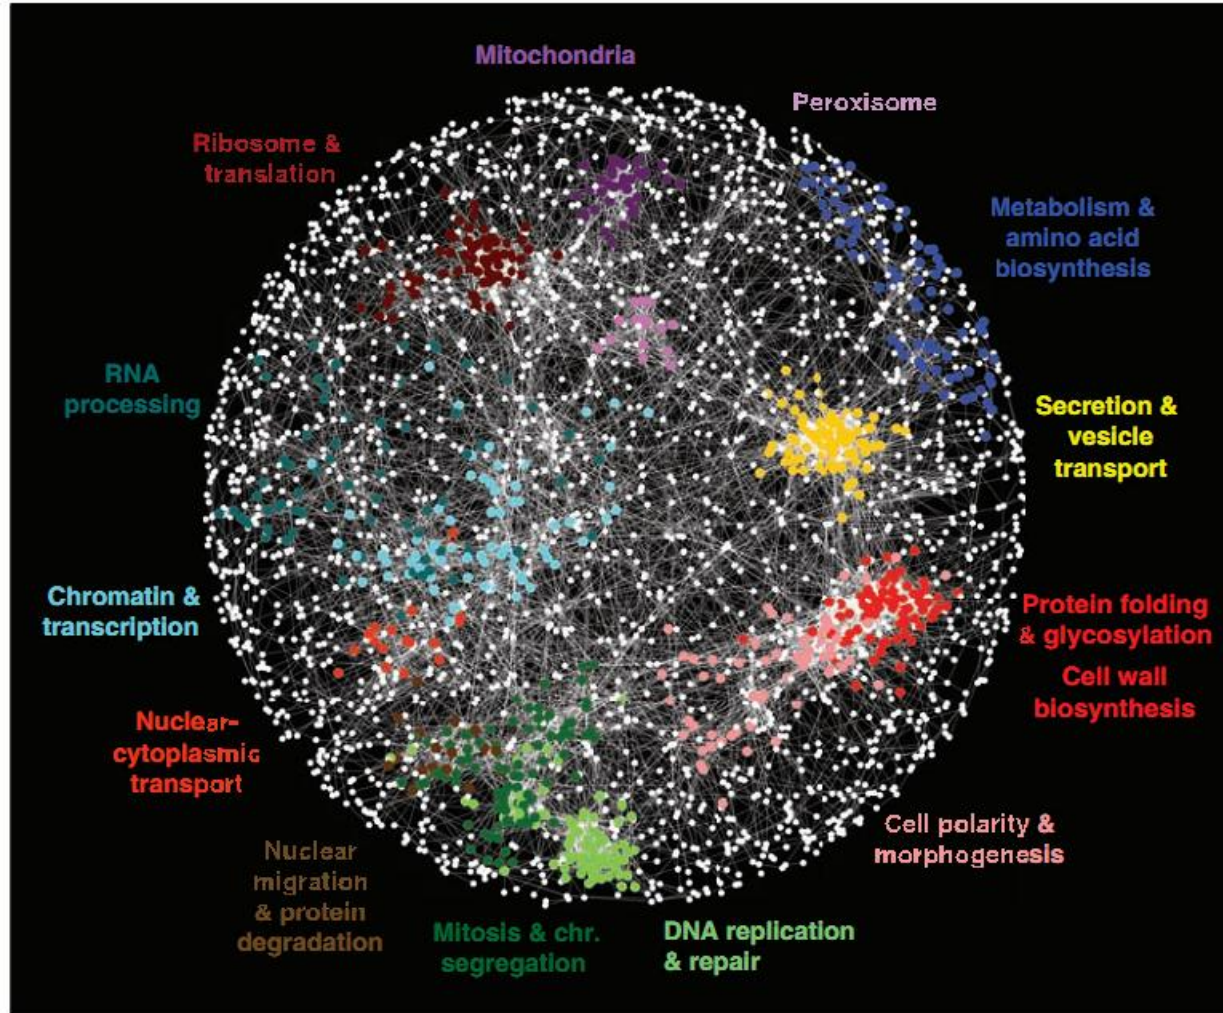 Mitochondria
Peroxisome
Ribosome &
translation
Metabolism &
amino acid
biosynthesis
RNA
processing
Secretion &
vesicle
transport
Chromatin &
transcription
Protein folding
& glycosylation
Cell wall
biosynthesis
Nuclear-
cytoplasmic
transport
Cell polarity &
morphogenesis
Nuclear
migration
& protein
degradation
Mitosis & chr.
segregation
DNA replication
& repair